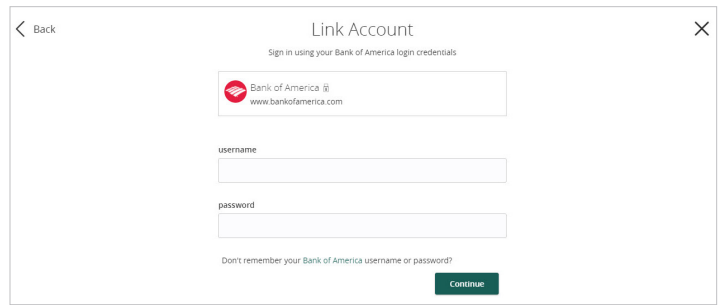 Back
Link Account
Sign in using your Bank of America login credentials
Bank of America
www.bankofamerica.com
username
password
Don't remember your Bank of America username or password?
Continue